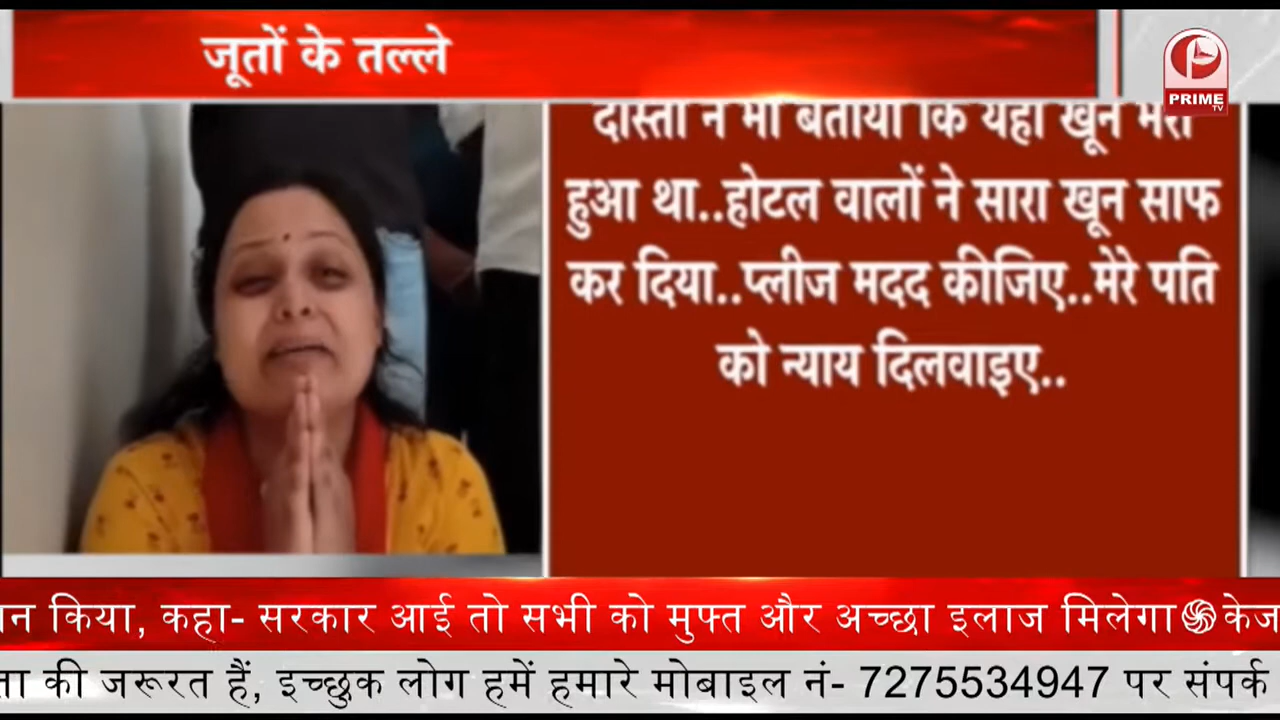 जूतों के तल्ले
PRIME
TV
हुआ था..होटल वालों ने सारा खून साफ
कर दिया..प्लीज मदद कीजिए..मेरे पति
को न्याय दिलवाइए..
किया, कहा- सरकार आई तो सभी को मुफ्त और अच्छा इलाज मिलेगा
की जरूरत हैं, इच्छुक लोग हमें हमारे मोबाइल नं- 7275534947 पर संपर्क